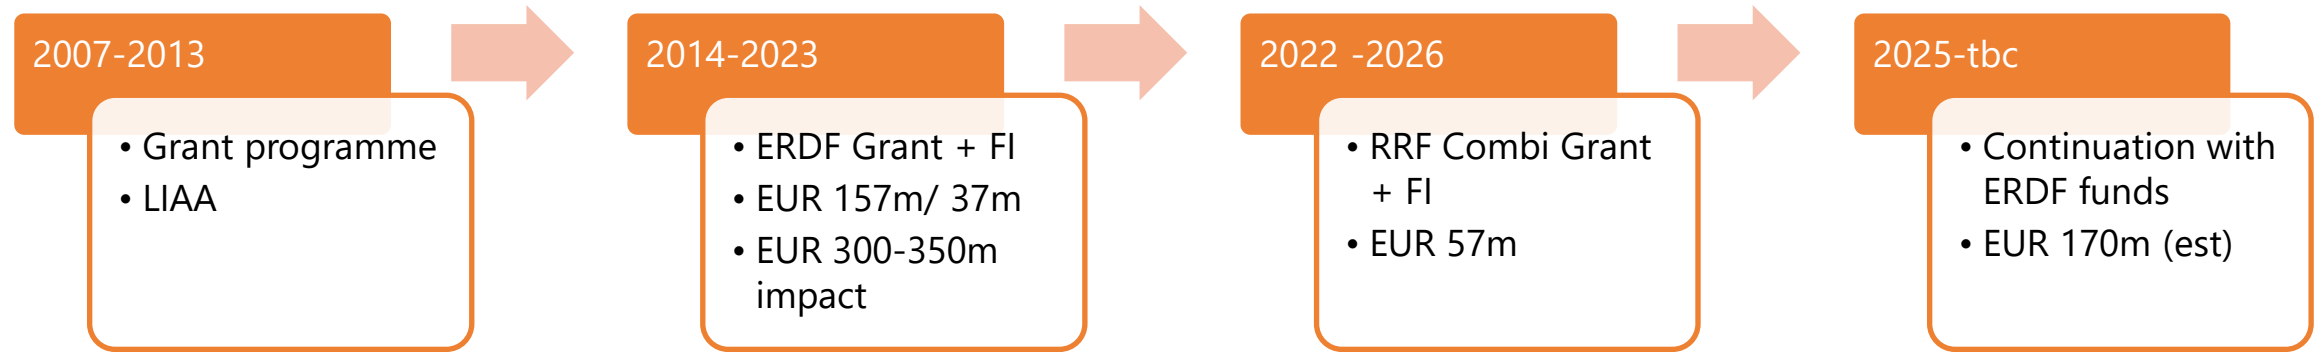 2007-2013
• Grant programme
• LIAA
2014-2023
• ERDF Grant + FI
• EUR 157m/ 37m
• EUR 300-350m
impact
2022 -2026
• RRF Combi Grant
+ FI
• EUR 57m
2025-tbc
• Continuation with
ERDF funds
• EUR 170m (est)